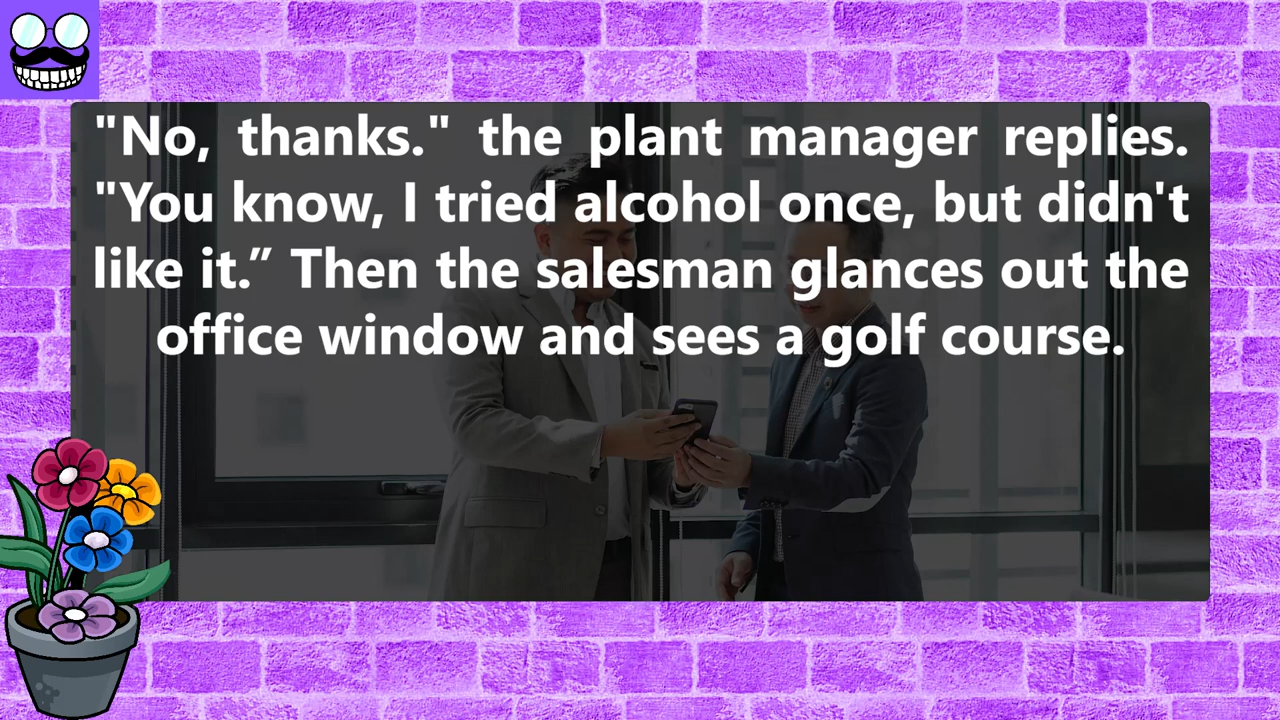 "No, thanks." the plant manager replies.
"You know, I tried alcohol once, but didn't
like it.” Then the salesman glances out the
office window and sees a golf course.